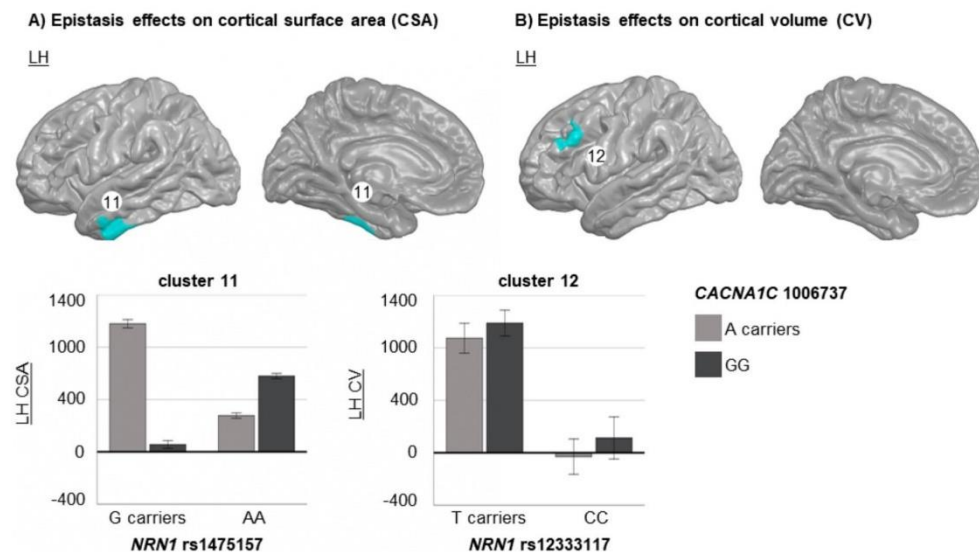 A) Epistasis effects on cortical surface area (CSA)
B) Epistasis effects on cortical volume (CV)
LH
LH
11
11
12
cluster 11
1400
1000
400
0
-400
LH CSA
G carriers
AA
NRN1 rs1475157
cluster 12
1400
1000
400
0
-400
LH CV
T carriers
CC
NRN1 rs12333117
CACNA1C 1006737
A carriers
GG